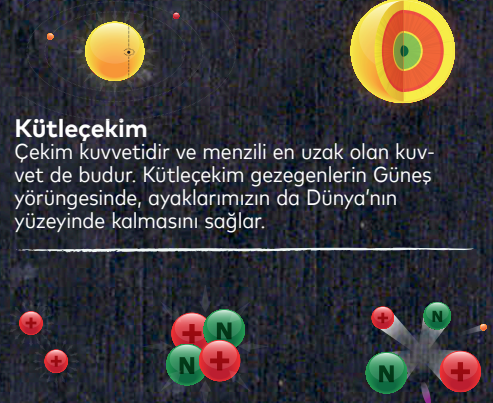 Kütleçekim
Çekim kuvvetidir ve menzili en uzak olan kuv-
vet de budur. Kütleçekim gezegenlerin Güneş
yörüngesinde, ayaklarımızın da Dünya'nın
yüzeyinde kalmasını sağlar.
+
+
+ N
N +
+ N
N +